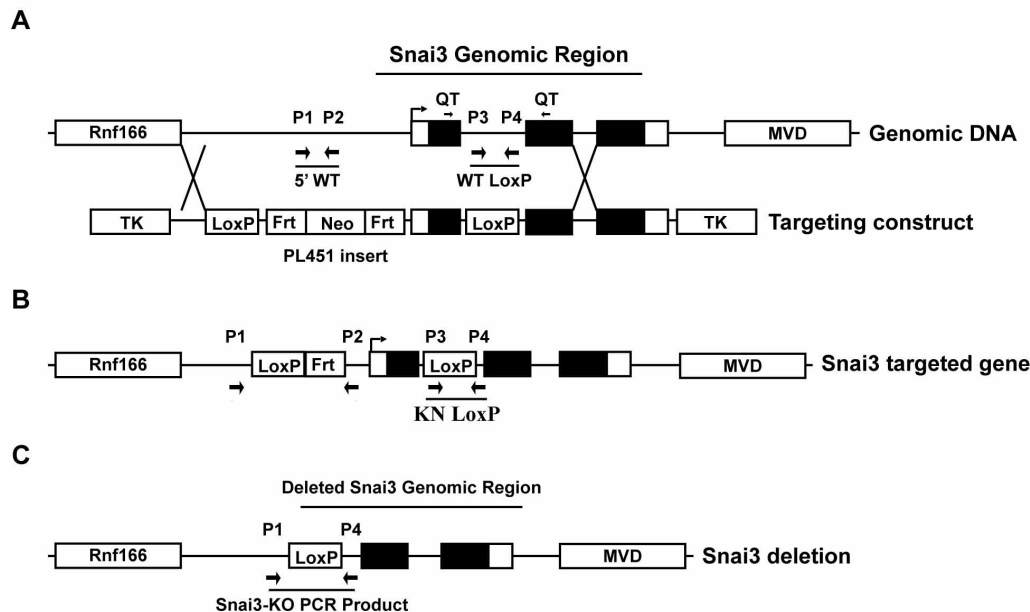 A
Snai3 Genomic Region
QT QT
P1 P2 P3 P4
Rnf166 MVD Genomic DNA
5' WT WT LoxP
TK LoxP Frt Neo Frt LoxP TK Targeting construct
PL451 insert
B
P1 P2 P3 P4
Rnf166 LoxP Frt LoxP MVD Snai3 targeted gene
KN LoxP
C
Deleted Snai3 Genomic Region
P1 P4
Rnf166 LoxP MVD Snai3 deletion
Snai3-KO PCR Product